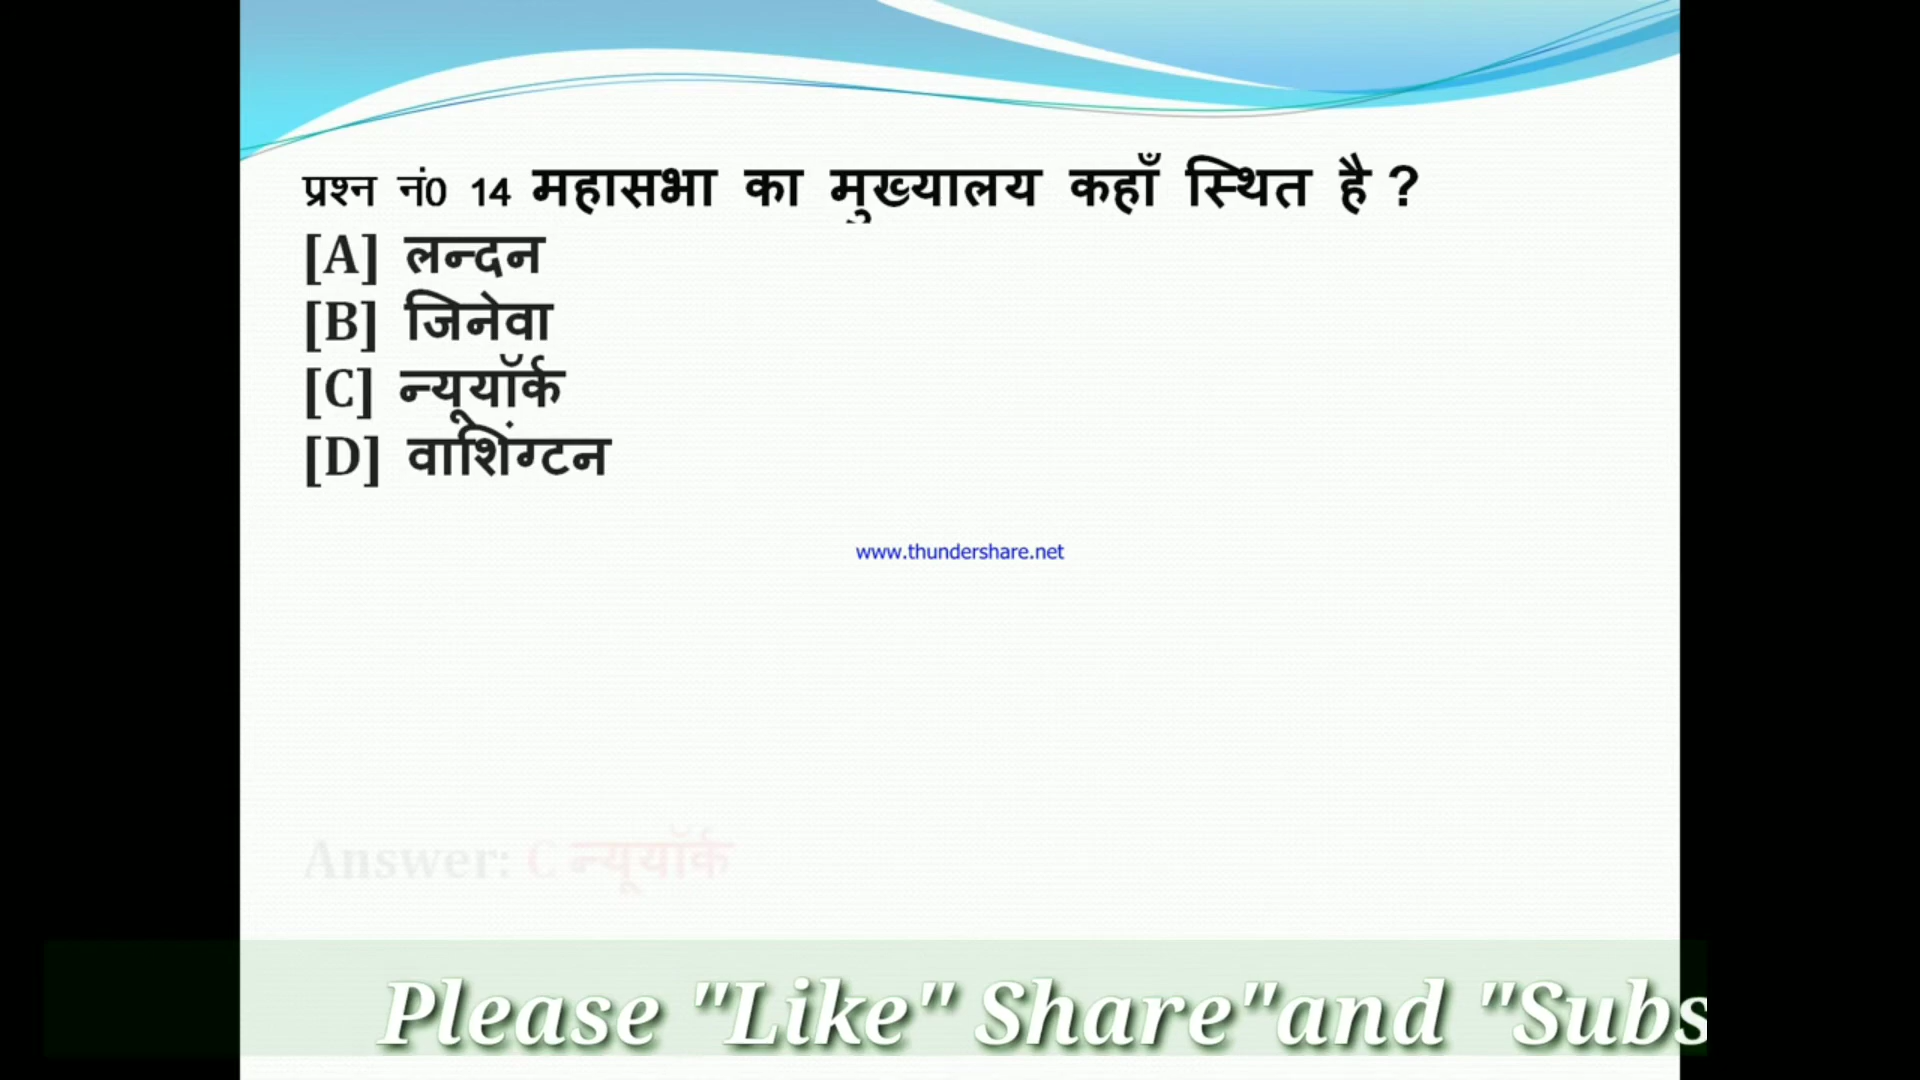 प्रश्न नं0 14 महासभा का मुख्यालय कहाँ स्थित है ?
[A] लन्दन
[B] जिनेवा
[C] न्यूयॉर्क
[D] वाशिंग्टन
www.thundershare.net
Answer: C न्यूयॉर्क
Please "Like" Share"and "Subs